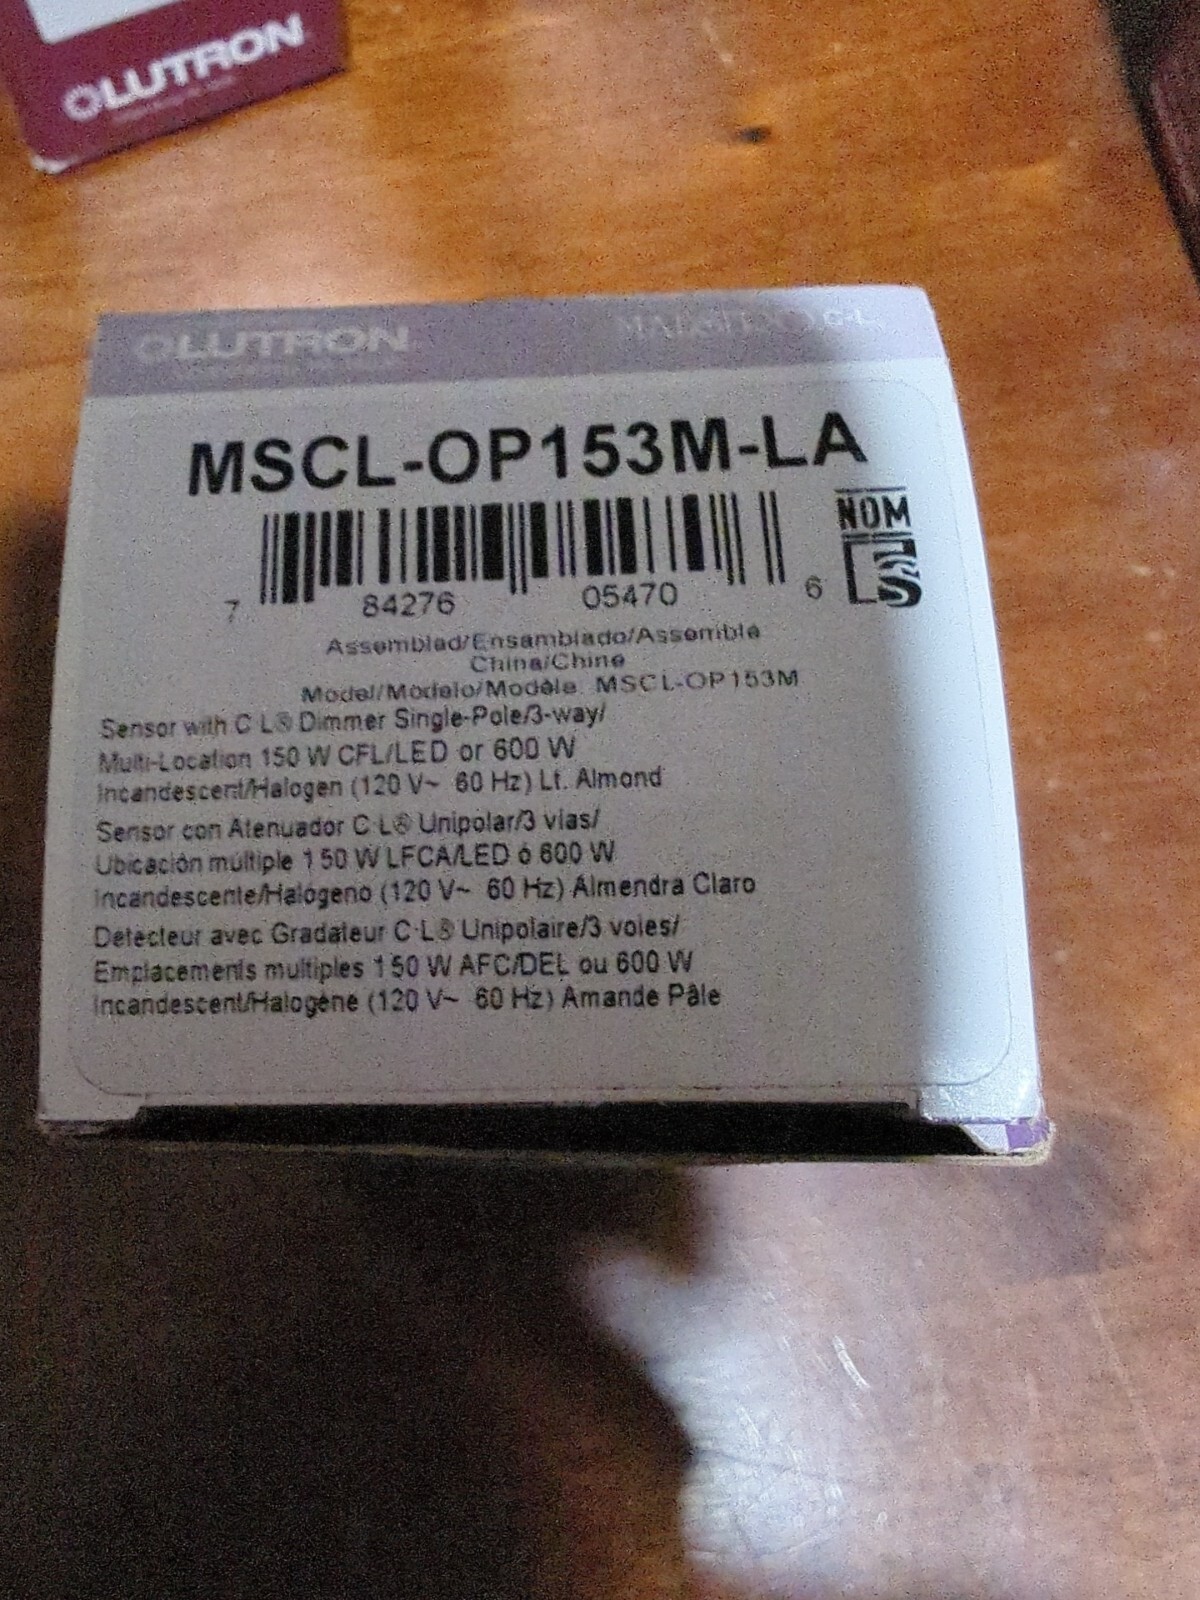 LUTRON
LUTRON
C·L
MSCL-OP153M-LA
NOM
7 84276 05470 6
Assembled/Ensamblado/Assemblé
China/Chine
Model/Modelo/Modèle: MSCL-OP153M
Sensor with C·L® Dimmer Single-Pole/3-way/
Multi-Location 150 W CFL/LED or 600 W
Incandescent/Halogen (120 V~ 60 Hz) Lt. Almond
Sensor con Atenuador C·L® Unipolar/3 vías/
Ubicación múltiple 150 W LFCA/LED ó 600 W
Incandescente/Halógeno (120 V~ 60 Hz) Almendra Claro
Détecteur avec Gradateur C·L® Unipolaire/3 voies/
Emplacements multiples 150 W AFC/DEL ou 600 W
Incandescent/Halogène (120 V~ 60 Hz) Amande Pâle